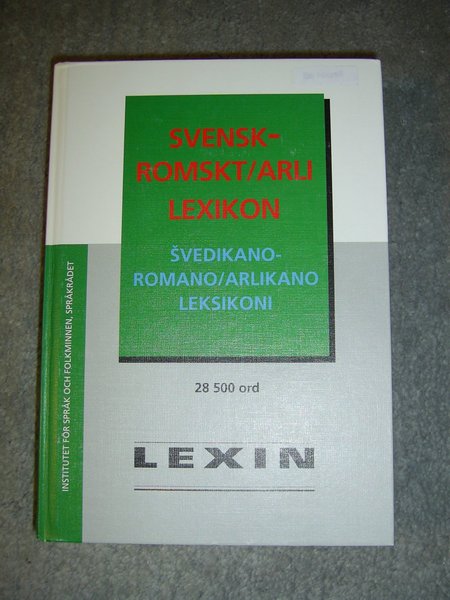 SVENSK-
ROMSKT/ARLI
LEXIKON
ŠVEDIKANO-
ROMANO/ARLIKANO
LEKSIKONI
28 500 ord
LEXIN
INSTITUTET FÖR SPRÅK OCH FOLKMINNEN, SPRÅKRÅDET